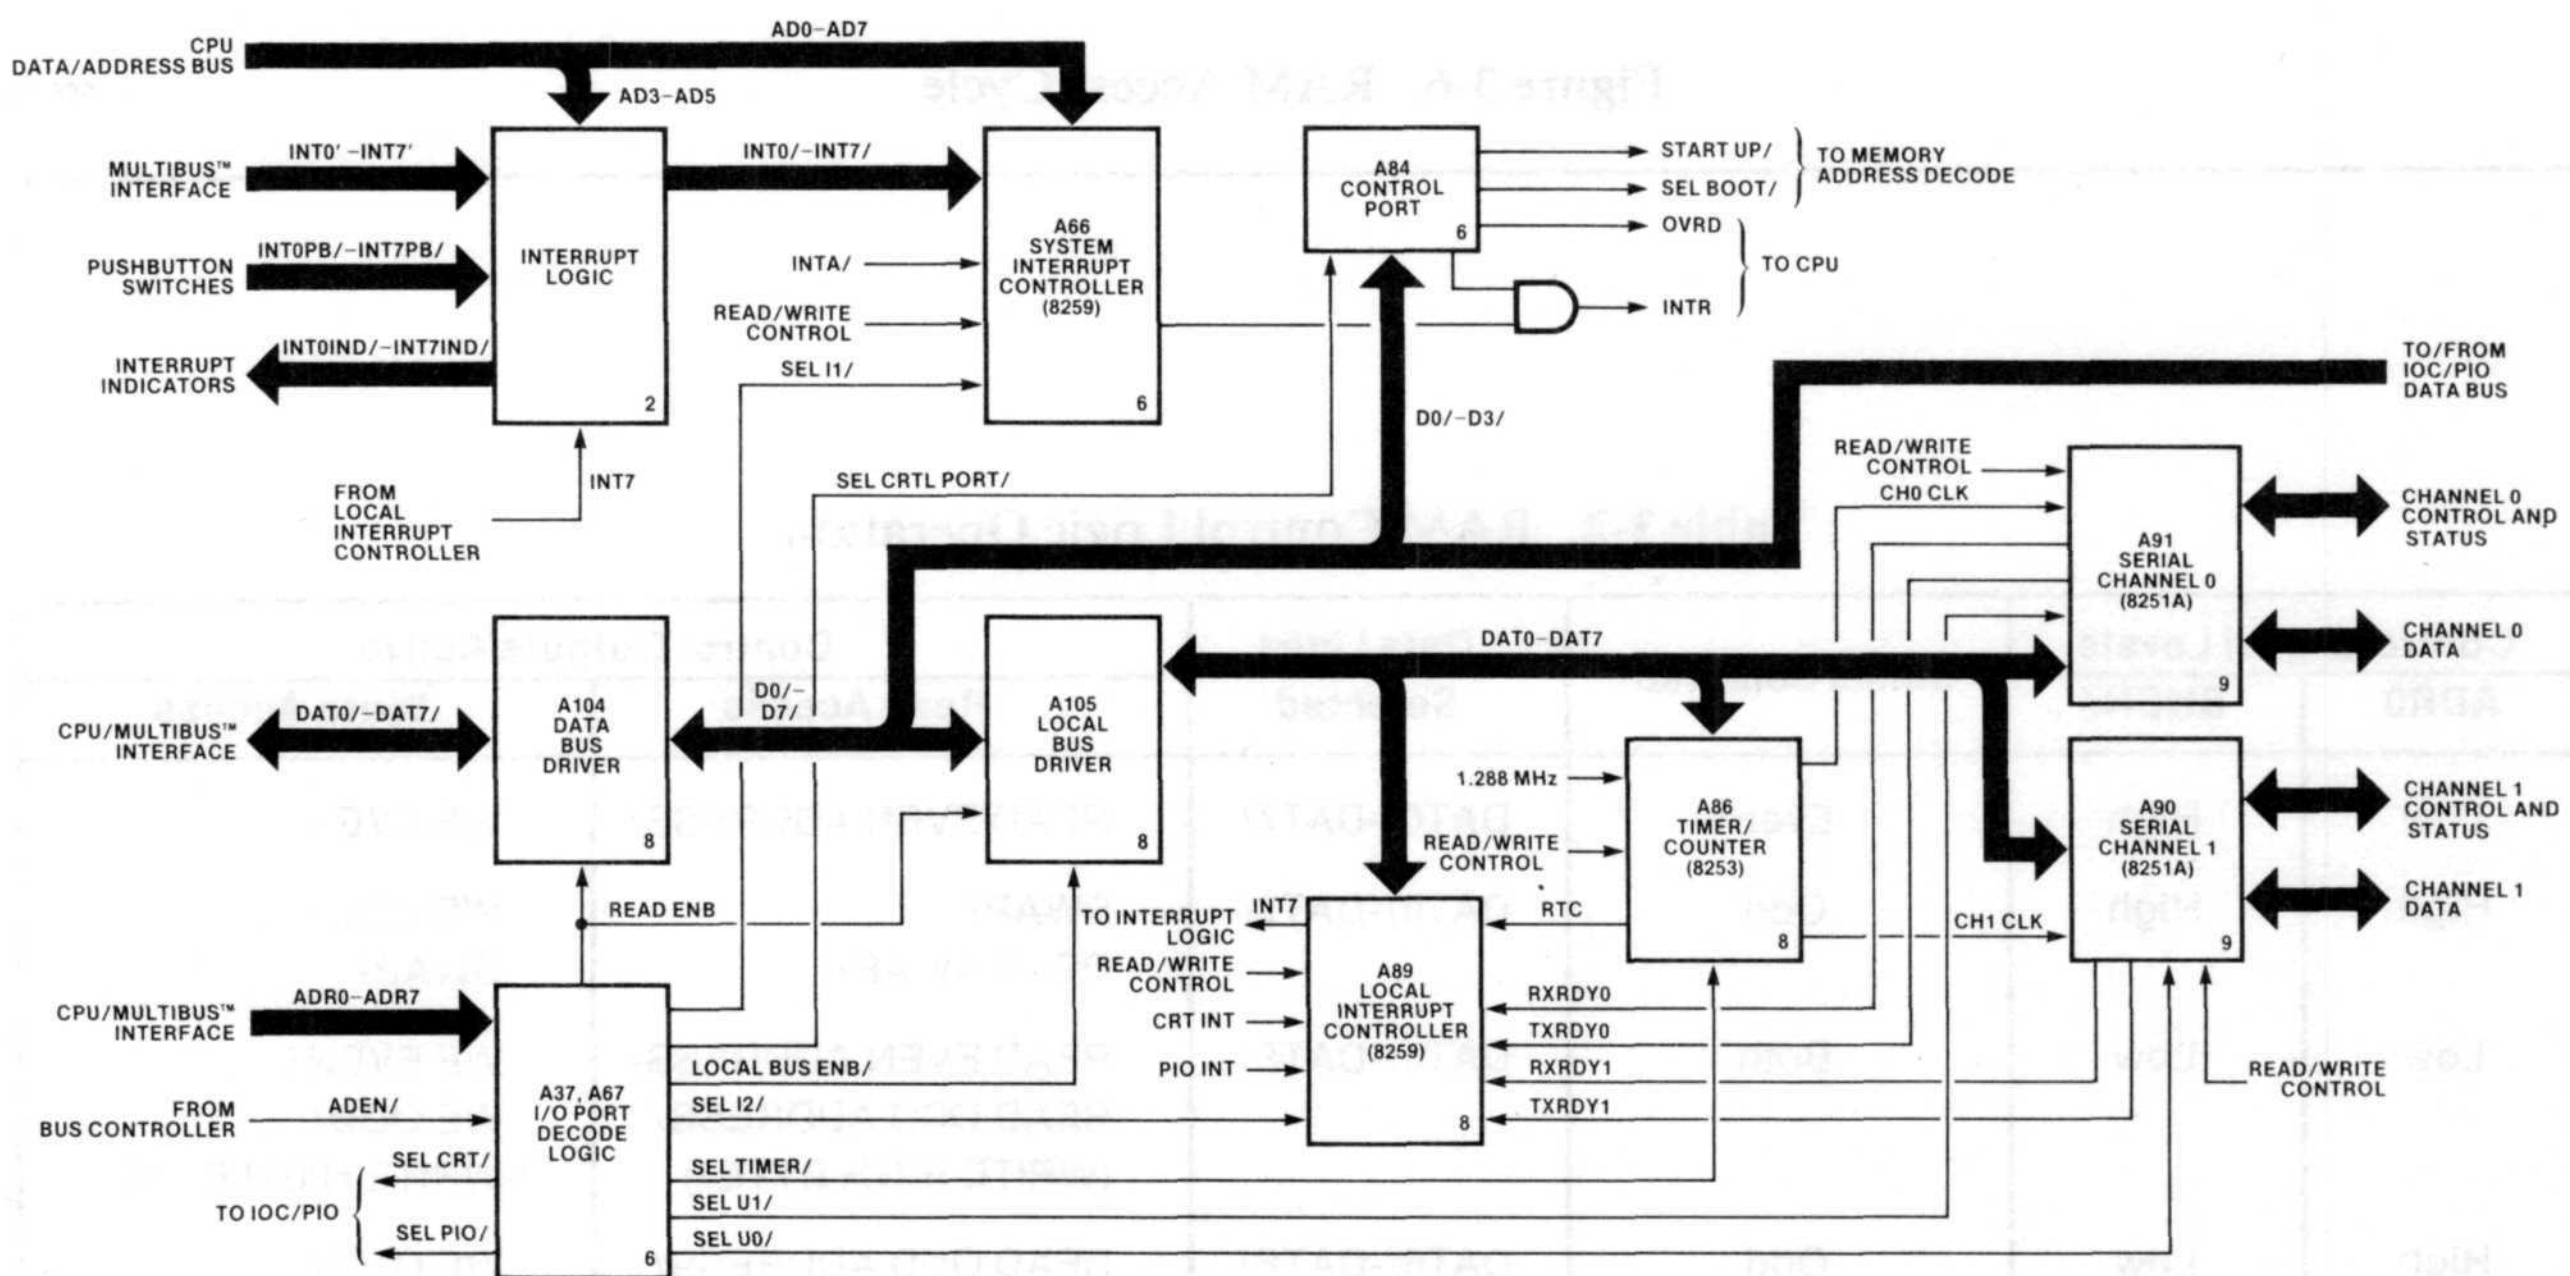 AD0–AD7
CPU
DATA/ADDRESS BUS
AD3–AD5
MULTIBUS™
INTERFACE
INT0' –INT7'
PUSHBUTTON
SWITCHES
INT0PB/–INT7PB/
INTERRUPT
INDICATORS
INT0IND/–INT7IND/
INTERRUPT
LOGIC
2
FROM
LOCAL
INTERRUPT
CONTROLLER
INT7
INT0/–INT7/
INTA/
READ/WRITE
CONTROL
SEL I1/
A66
SYSTEM
INTERRUPT
CONTROLLER
(8259)
6
A84
CONTROL
PORT
6
START UP/
SEL BOOT/
TO MEMORY
ADDRESS DECODE
OVRD
INTR
TO CPU
D0/–D3/
SEL CRTL PORT/
TO/FROM
IOC/PIO
DATA BUS
READ/WRITE
CONTROL
CH0 CLK
A91
SERIAL
CHANNEL 0
(8251A)
9
CHANNEL 0
CONTROL AND
STATUS
CHANNEL 0
DATA
CPU/MULTIBUS™
INTERFACE
DAT0/–DAT7/
A104
DATA
BUS
DRIVER
8
D0/–
D7/
A105
LOCAL
BUS
DRIVER
8
DAT0–DAT7
1.288 MHz
READ/WRITE
CONTROL
A86
TIMER/
COUNTER
(8253)
8
RTC
CH1 CLK
A90
SERIAL
CHANNEL 1
(8251A)
9
CHANNEL 1
CONTROL AND
STATUS
CHANNEL 1
DATA
READ/WRITE
CONTROL
READ ENB
TO INTERRUPT
LOGIC
INT7
READ/WRITE
CONTROL
CRT INT
PIO INT
A89
LOCAL
INTERRUPT
CONTROLLER
(8259)
8
RXRDY0
TXRDY0
RXRDY1
TXRDY1
CPU/MULTIBUS™
INTERFACE
ADR0–ADR7
FROM
BUS CONTROLLER
ADEN/
SEL CRT/
TO IOC/PIO
SEL PIO/
A37, A67
I/O PORT
DECODE
LOGIC
6
LOCAL BUS ENB/
SEL I2/
SEL TIMER/
SEL U1/
SEL U0/